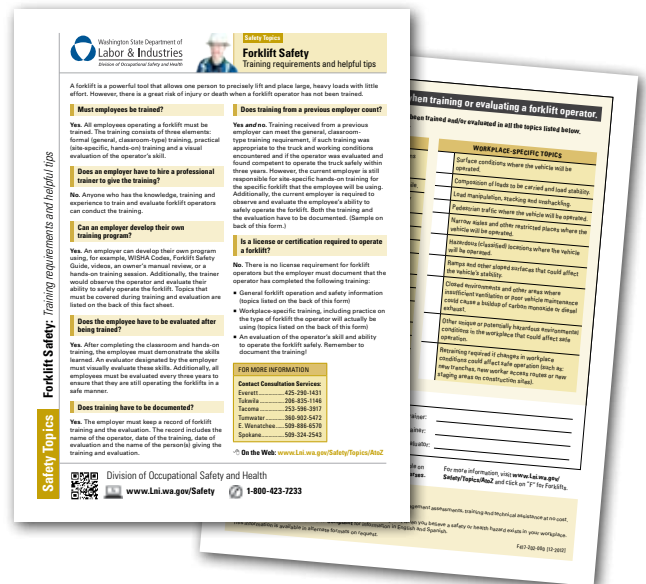 Washington State Department of
Labor & Industries
Division of Occupational Safety and Health
Safety Topics
Forklift Safety
Training requirements and helpful tips
A forklift is a powerful tool that allows one person to precisely lift and place large, heavy loads with little
effort. However, there is a great risk of injury or death when a forklift operator has not been trained.
Must employees be trained?
Yes. All employees operating a forklift must be
trained. The training consists of three elements:
formal (general, classroom-type) training, practical
(site-specific, hands-on) training and a visual
evaluation of the operator's skill.
Does an employer have to hire a professional
trainer to give the training?
No. Anyone who has the knowledge, training and
experience to train and evaluate forklift operators
can conduct the training.
Can an employer develop their own
training program?
Yes. An employer can develop their own program
using, for example, WISHA Codes, Forklift Safety
Guide, videos, an owner's manual review, or a
hands-on training session. Additionally, the trainer
would observe the operator and evaluate their
ability to safely operate the forklift. Topics that
must be covered during training and evaluation are
listed on the back of this fact sheet.
Does the employee have to be evaluated after
being trained?
Yes. After completing the classroom and hands-on
training, the employee must demonstrate the skills
learned. An evaluator designated by the employer
must visually evaluate these skills. Additionally, all
employees must be evaluated every three years to
ensure that they are still operating the forklifts in a
safe manner.
Does training have to be documented?
Yes. The employer must keep a record of forklift
training and the evaluation. The record includes the
name of the operator, date of the training, date of
evaluation and the name of the person(s) giving the
training and evaluation.
Does training from a previous employer count?
Yes and no. Training received from a previous
employer can meet the general, classroom-
type training requirement, if such training was
appropriate to the truck and working conditions
encountered and if the operator was evaluated and
found competent to operate the truck safely within
three years. However, the current employer is still
responsible for site-specific hands-on training for the
specific forklift that the employee will be using.
Additionally, the current employer is required to
observe and evaluate the employee's ability to
safely operate the forklift. Both the training and
the evaluation have to be documented. (Sample on
back of this form.)
Is a license or certification required to operate
a forklift?
No. There is no license requirement for forklift
operators but the employer must document that the
operator has completed the following training:
• General forklift operation and safety information
(topics listed on the back of this form)
• Workplace-specific training, including practice on
the type of forklift the operator will actually be
using (topics listed on the back of this form)
• An evaluation of the operator's skill and ability
to operate the forklift safely. Remember to
document the training!
FOR MORE INFORMATION
Contact Consultation Services:
Everett............425-290-1431
Tukwila............206-835-1146
Tacoma............253-596-3917
Tumwater............360-902-5472
E. Wenatchee....509-886-6570
Spokane............509-324-2543
On the Web: www.Lni.wa.gov/Safety/Topics/AtoZ
Safety Topics Forklift Safety: Training requirements and helpful tips
Division of Occupational Safety and Health
www.Lni.wa.gov/Safety 1-800-423-7233
when training or evaluating a forklift operator.
been trained and/or evaluated in all the topics listed below.
WORKPLACE-SPECIFIC TOPICS
Surface conditions where the vehicle will be
operated.
Composition of loads to be carried and load stability.
Load manipulation, stacking and unstacking.
Pedestrian traffic where the vehicle will be operated.
Narrow aisles and other restricted places where the
vehicle will be operated.
Hazardous (classified) locations where the vehicle
will be operated.
Ramps and other sloped surfaces that could affect
the vehicle's stability.
Closed environments and other areas where
insufficient ventilation or poor vehicle maintenance
could cause a buildup of carbon monoxide or diesel
exhaust.
Other unique or potentially hazardous environmental
conditions in the workplace that could affect safe
operation.
Retraining required if changes in workplace
conditions could affect safe operation (such as:
new trenches, new worker access routes or new
staging areas on construction sites).
For more information, visit www.Lni.wa.gov/
Safety/Topics/AtoZ and click on "F" for Forklifts.
assessments, training and technical assistance at no cost.
you believe a safety or health hazard exists in your workplace.
information in English and Spanish.
information is available in alternate formats on request.